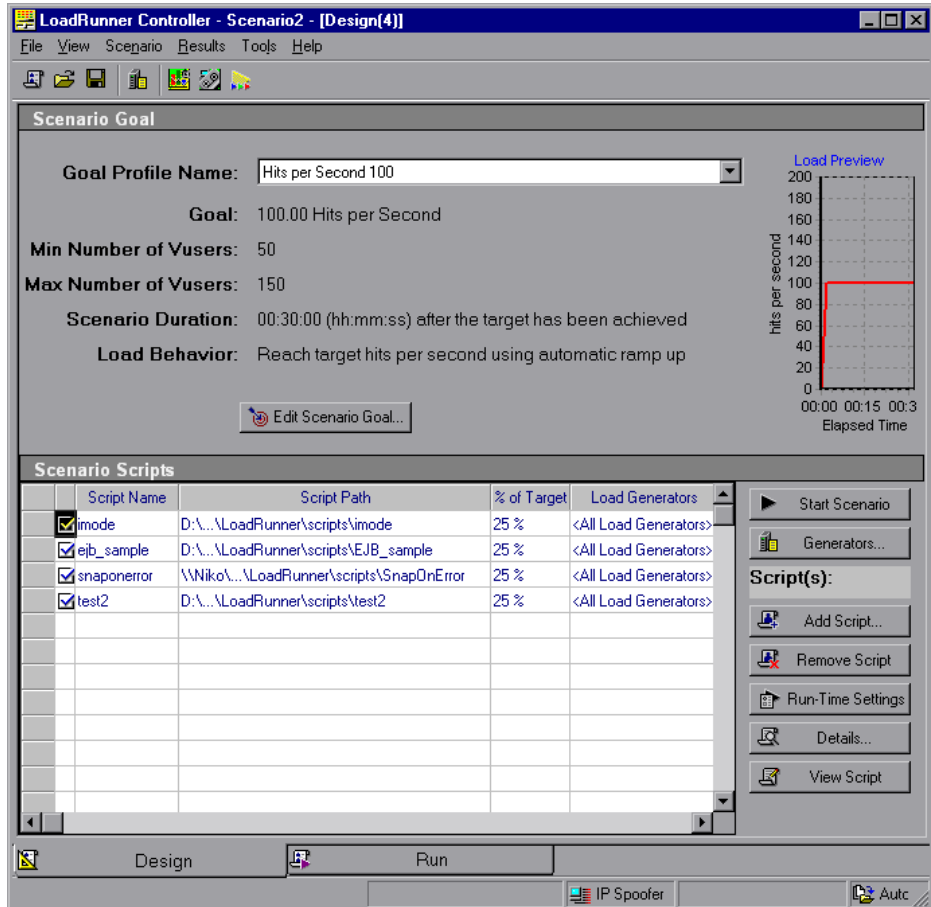 LoadRunner Controller - Scenario2 - [Design(4)]
File View Scenario Results Tools Help
Scenario Goal
Goal Profile Name: Hits per Second 100
Goal: 100.00 Hits per Second
Min Number of Vusers: 50
Max Number of Vusers: 150
Scenario Duration: 00:30:00 (hh:mm:ss) after the target has been achieved
Load Behavior: Reach target hits per second using automatic ramp up
Edit Scenario Goal...
Load Preview
hits per second
200
180
160
140
120
100
80
60
40
20
0
00:00 00:15 00:3
Elapsed Time
Scenario Scripts
Script Name Script Path % of Target Load Generators
imode D:\...\LoadRunner\scripts\imode 25 % <All Load Generators>
ejb_sample D:\...\LoadRunner\scripts\EJB_sample 25 % <All Load Generators>
snaponerror \\Niko\...\LoadRunner\scripts\SnapOnError 25 % <All Load Generators>
test2 D:\...\LoadRunner\scripts\test2 25 % <All Load Generators>
Start Scenario
Generators...
Script(s):
Add Script...
Remove Script
Run-Time Settings
Details...
View Script
Design Run
IP Spoofer Autc